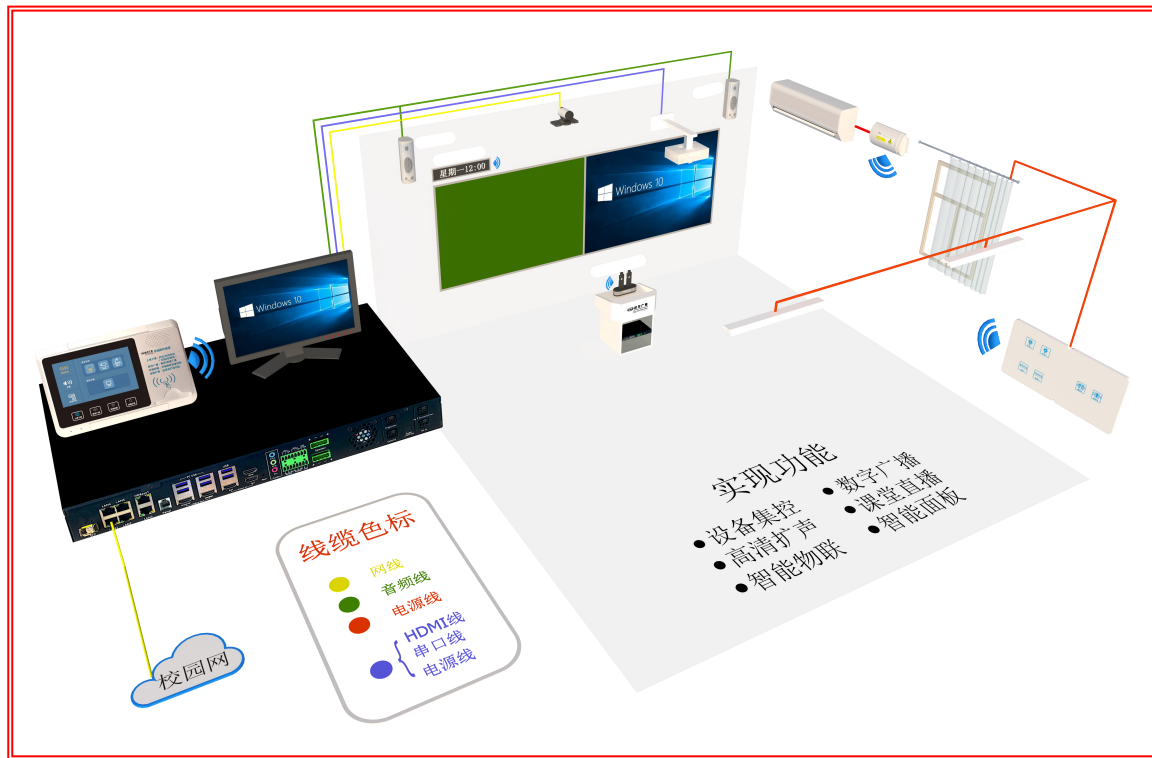 星期一12:00
Windows 10
Windows 10
实现功能
设备集控
高清扩声
智能物联
数字广播
课堂直播
智能面板
线缆色标
网线
音频线
电源线
HDMI线
串口线
电源线
校园网